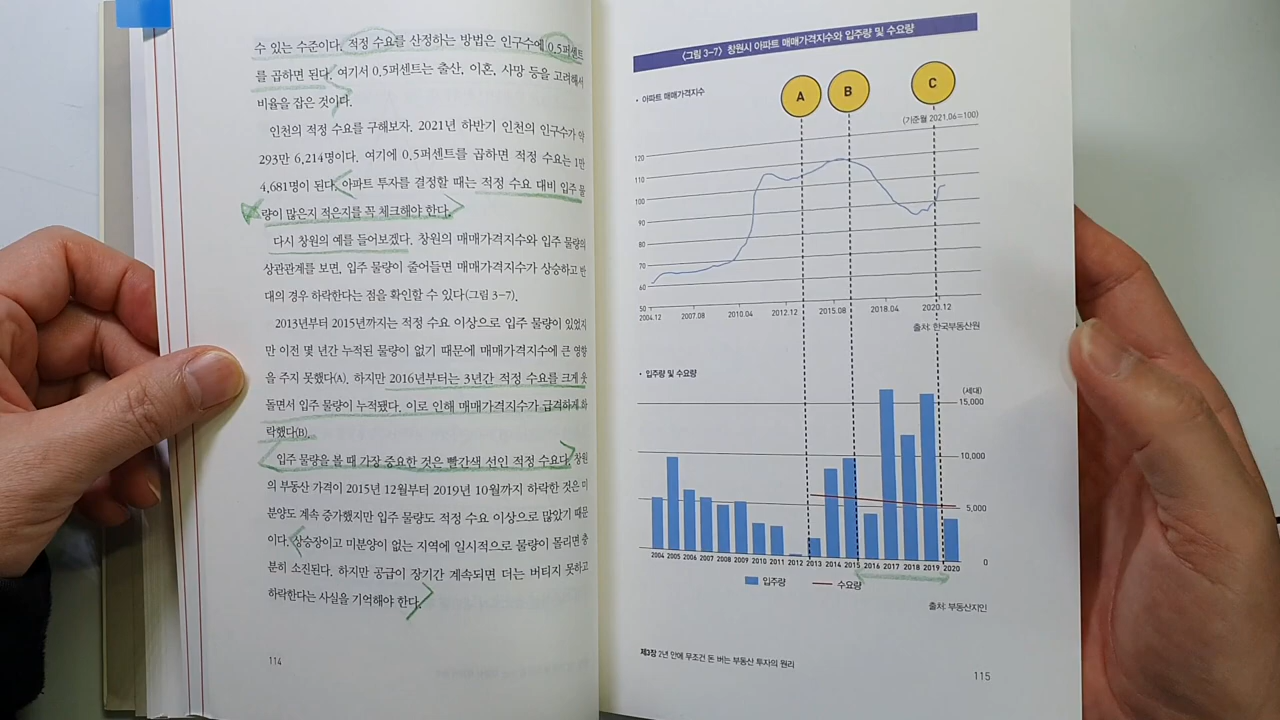 수 있는 수준이다. 적정 수요를 산정하는 방법은 인구수에 0.5퍼센트
를 곱하면 된다. 여기서 0.5퍼센트는 출산, 이혼, 사망 등을 고려해서
비율을 잡은 것이다.
인천의 적정 수요를 구해보자. 2021년 하반기 인천의 인구수가 약
293만 6,214명이다. 여기에 0.5퍼센트를 곱하면 적정 수요는 1만
4,681명이 된다. 아파트 투자를 결정할 때는 적정 수요 대비 입주 물
량이 많은지 적은지를 꼭 체크해야 한다.
다시 창원의 예를 들어보겠다. 창원의 매매가격지수와 입주 물량의
상관관계를 보면, 입주 물량이 줄어들면 매매가격지수가 상승하고 반
대의 경우 하락한다는 점을 확인할 수 있다(그림 3-7).
2013년부터 2015년까지는 적정 수요 이상으로 입주 물량이 있었지
만 이전 몇 년간 누적된 물량이 없기 때문에 매매가격지수에 큰 영향
을 주지 못했다(A). 하지만 2016년부터는 3년간 적정 수요를 크게 웃
돌면서 입주 물량이 누적됐다. 이로 인해 매매가격지수가 급격하게 하
락했다(B).
입주 물량을 볼 때 가장 중요한 것은 빨간색 선인 적정 수요다. 창원
의 부동산 가격이 2015년 12월부터 2019년 10월까지 하락한 것은 미
분양도 계속 증가했지만 입주 물량도 적정 수요 이상으로 많았기 때문
이다. 상승장이고 미분양이 없는 지역에 일시적으로 물량이 몰리면 충
분히 소진된다. 하지만 공급이 장기간 계속되면 더는 버티지 못하고
하락한다는 사실을 기억해야 한다.
114
〈그림 3-7〉 창원시 아파트 매매가격지수와 입주량 및 수요량
• 아파트 매매가격지수
A B C
(기준월 2021.06=100)
120
110
100
90
80
70
60
50
2004.12 2007.08 2010.04 2012.12 2015.08 2018.04 2020.12
출처: 한국부동산원
• 입주량 및 수요량
(세대)
15,000
10,000
5,000
0
2004 2005 2006 2007 2008 2009 2010 2011 2012 2013 2014 2015 2016 2017 2018 2019 2020
입주량 수요량
출처: 부동산지인
제3장 2년 안에 무조건 돈 버는 부동산 투자의 원리
115